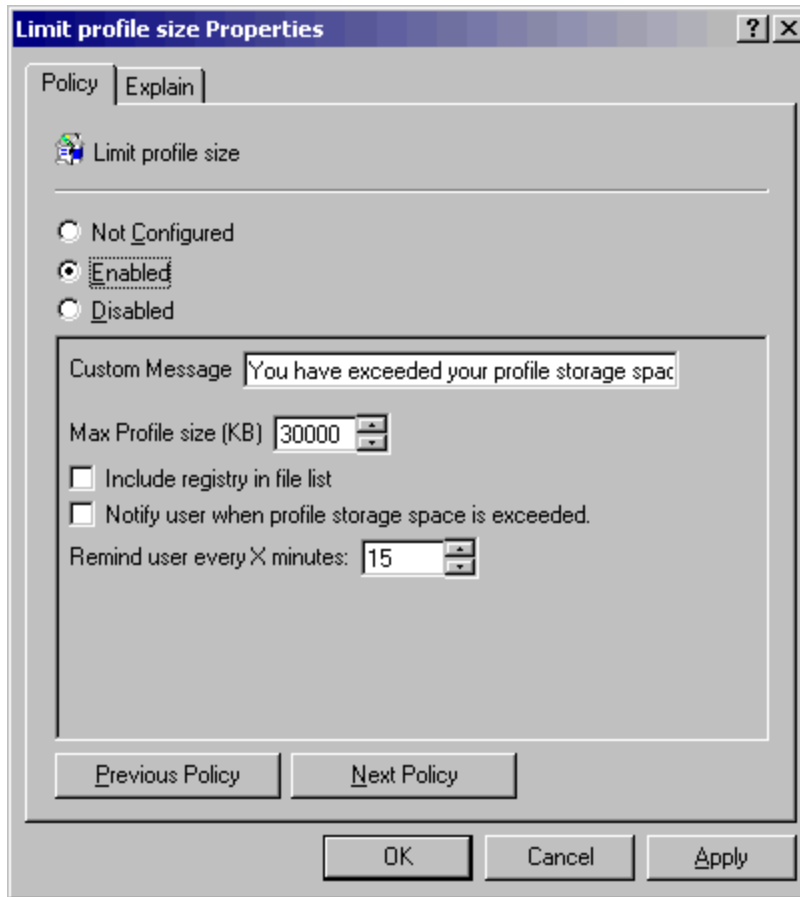 Limit profile size Properties
Policy Explain
Limit profile size
Not Configured
Enabled
Disabled
Custom Message You have exceeded your profile storage spac
Max Profile size (KB) 30000
Include registry in file list
Notify user when profile storage space is exceeded.
Remind user every X minutes: 15
Previous Policy Next Policy
OK Cancel Apply